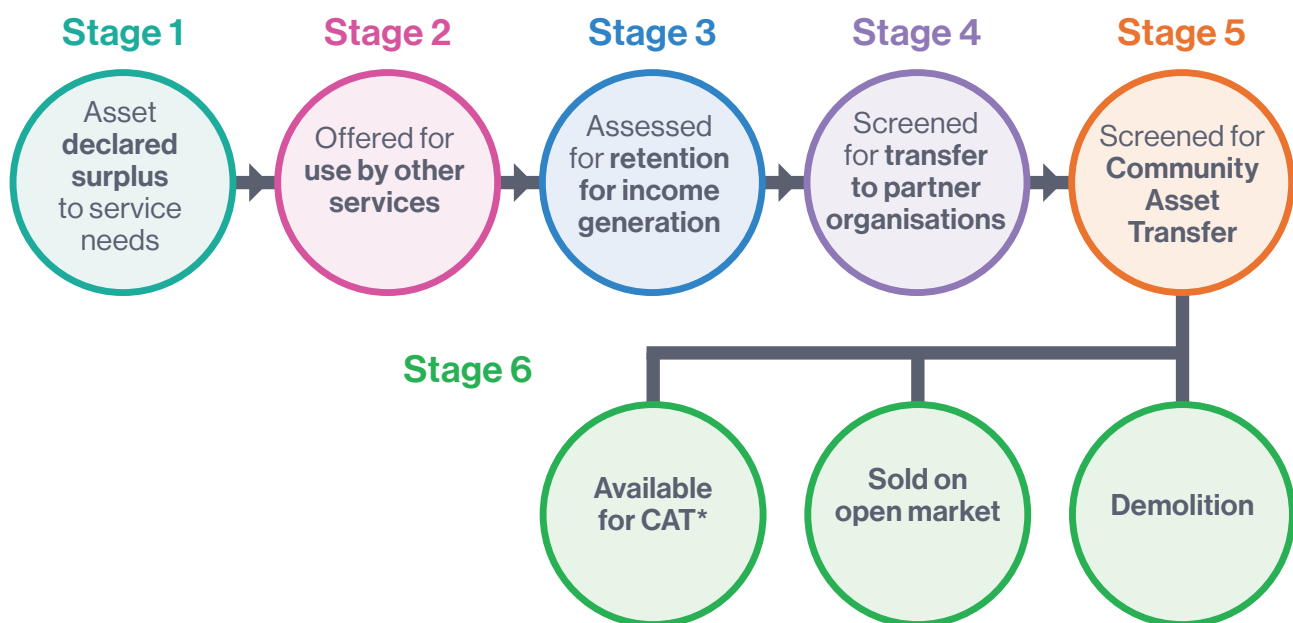 Stage 1
Asset
declared
surplus
to service
needs
Stage 2
Offered for
use by other
services
Stage 3
Assessed
for retention
for income
generation
Stage 4
Screened
for transfer
to partner
organisations
Stage 5
Screened for
Community
Asset
Transfer
Stage 6
Available
for CAT*
Sold on
open market
Demolition